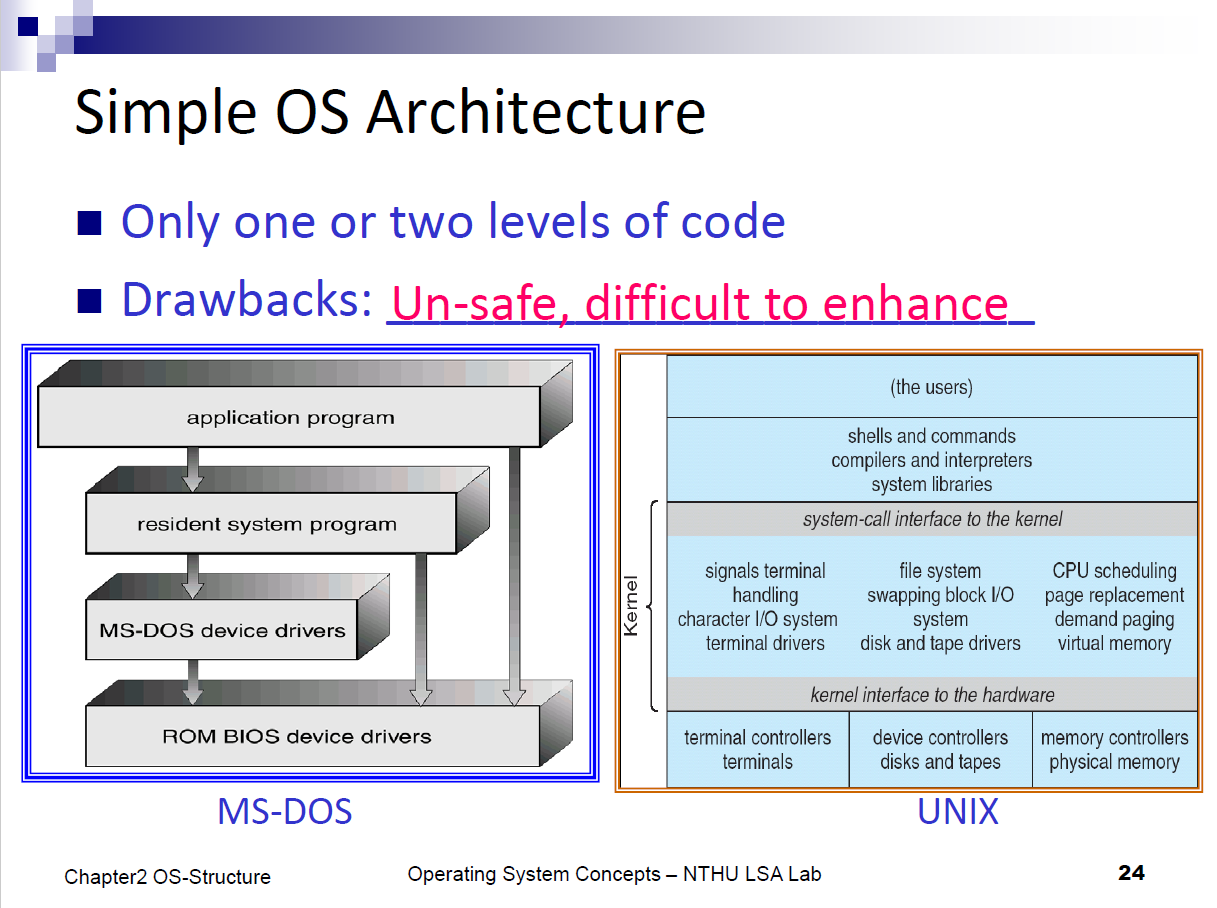 Simple OS Architecture
Only one or two levels of code
Drawbacks: Un-safe, difficult to enhance
application program
resident system program
MS-DOS device drivers
ROM BIOS device drivers
MS-DOS
(the users)
shells and commands
compilers and interpreters
system libraries
system-call interface to the kernel
Kernel
signals terminal
handling
character I/O system
terminal drivers
file system
swapping block I/O
system
disk and tape drivers
CPU scheduling
page replacement
demand paging
virtual memory
kernel interface to the hardware
terminal controllers
terminals
device controllers
disks and tapes
memory controllers
physical memory
UNIX
Chapter2 OS-Structure
Operating System Concepts – NTHU LSA Lab
24